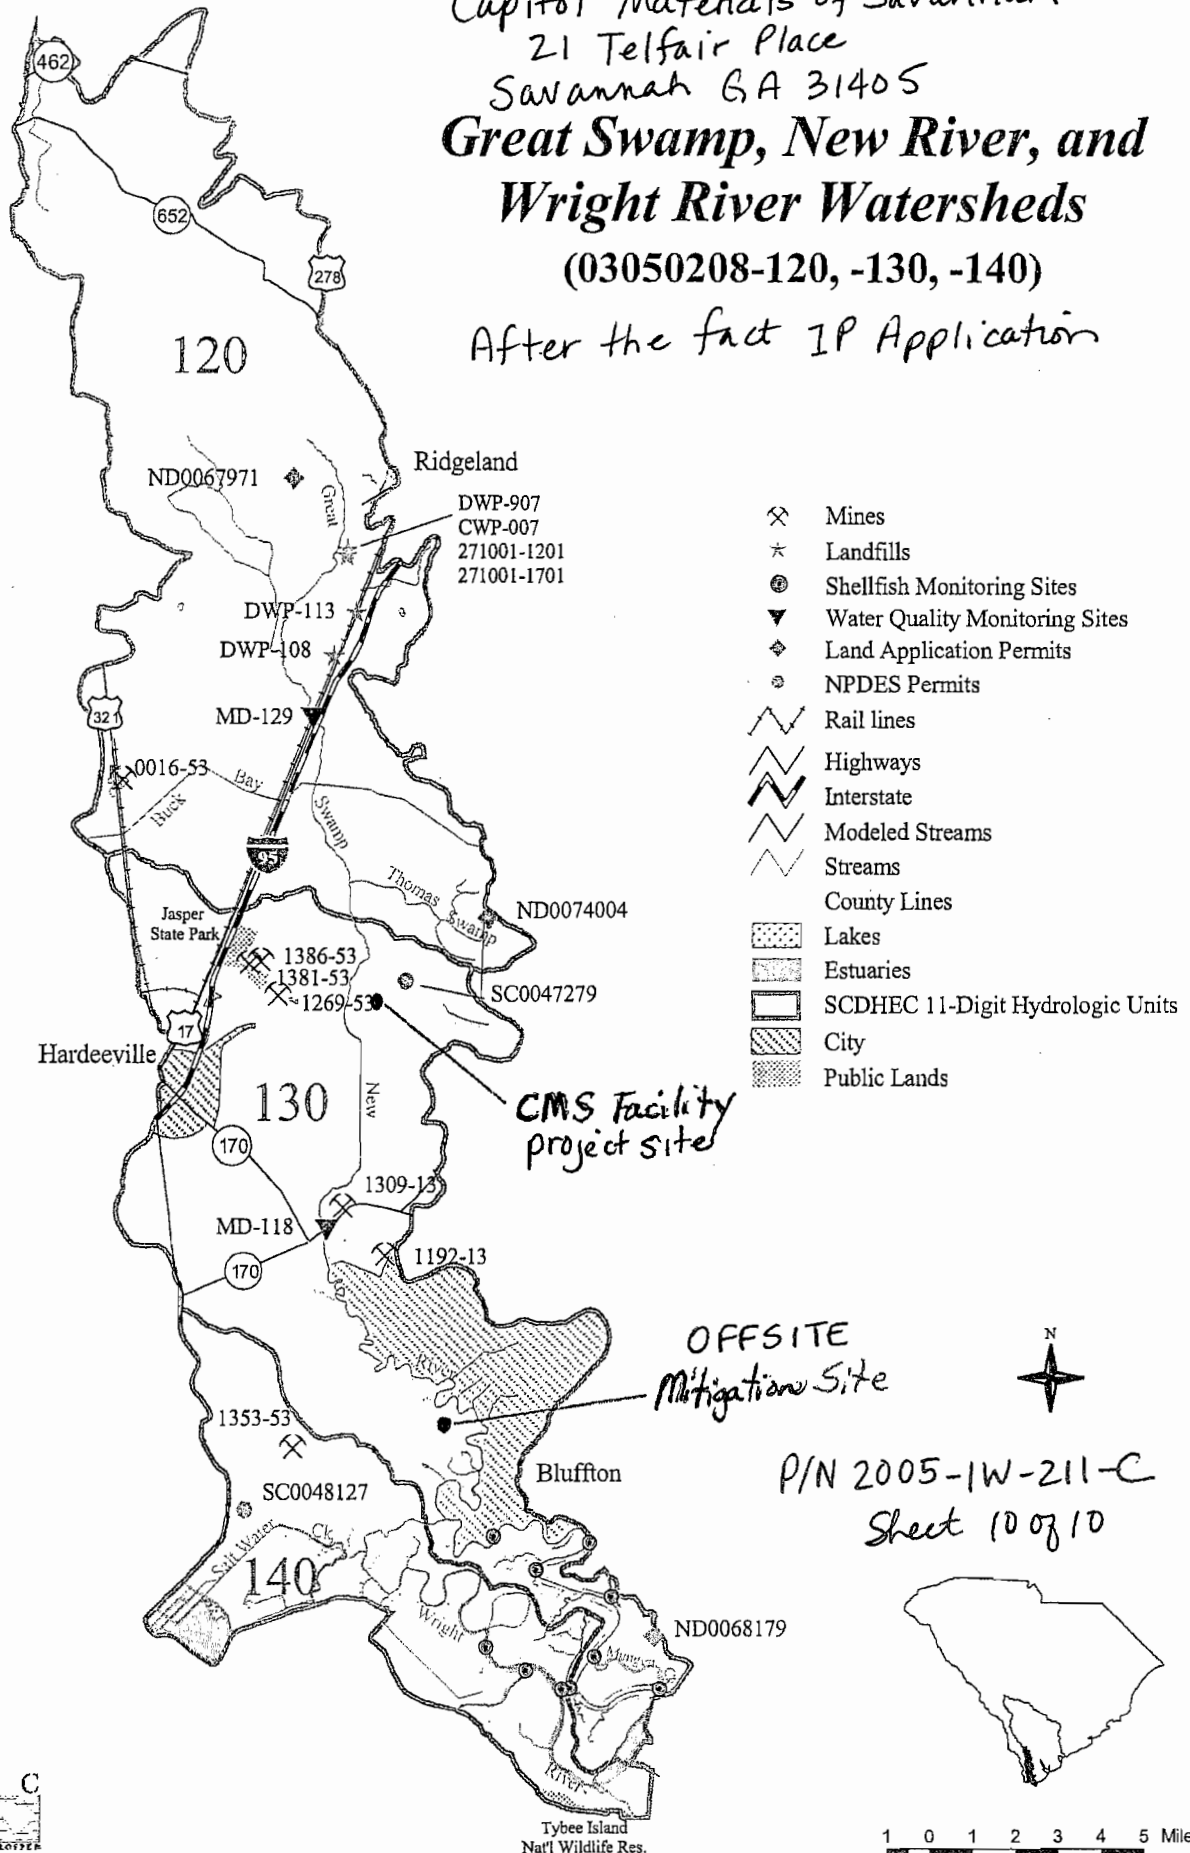 Capitol Materials of Savannah
21 Telfair Place
Savannah GA 31405
Great Swamp, New River, and
Wright River Watersheds
(03050208-120, -130, -140)
After the fact IP Application
462
652
278
120
Ridgeland
ND0067971
Great
DWP-907
CWP-007
271001-1201
271001-1701
DWP-113
DWP-108
321
MD-129
0016-53
Buck
Bay
Swamp
95
Thomas
Swamp
ND0074004
Jasper
State Park
1386-53
1381-53
1269-53
SC0047279
17
Hardeeville
130
New
CMS Facility
project site
170
1309-13
MD-118
1192-13
170
River
OFFSITE
Mitigation Site
1353-53
Bluffton
SC0048127
Salt Water
Ck.
140
Wright
ND0068179
River
Tybee Island
Nat'l Wildlife Res.
Mines
Landfills
Shellfish Monitoring Sites
Water Quality Monitoring Sites
Land Application Permits
NPDES Permits
Rail lines
Highways
Interstate
Modeled Streams
Streams
County Lines
Lakes
Estuaries
SCDHEC 11-Digit Hydrologic Units
City
Public Lands
N
P/N 2005-1W-211-C
Sheet 10 of 10
C
1 0 1 2 3 4 5 Mile